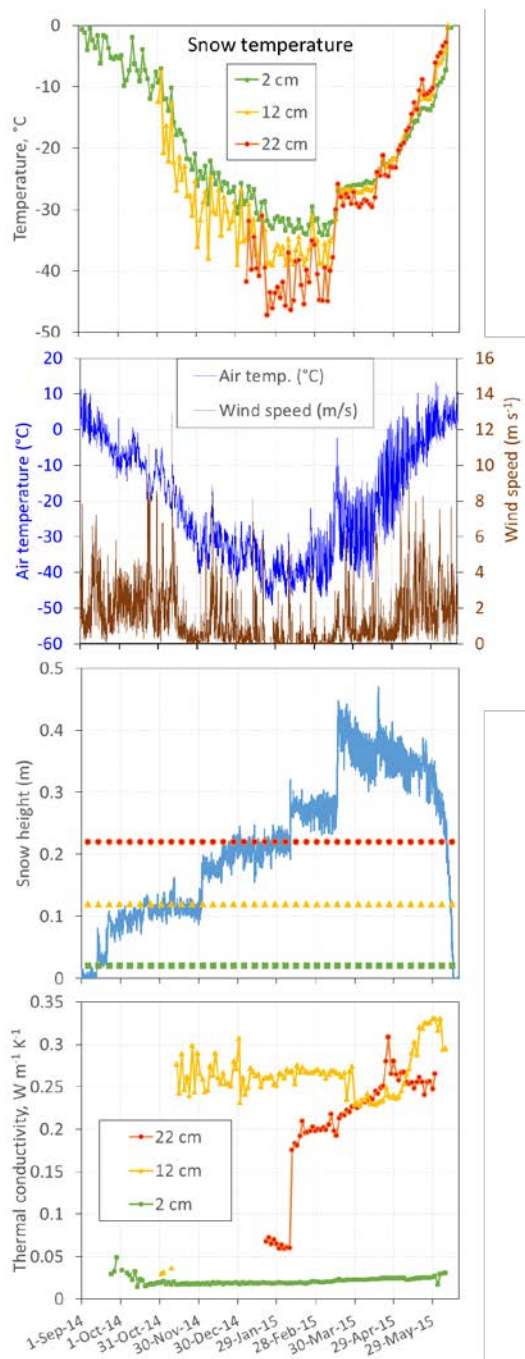 Snow temperature
2 cm
12 cm
22 cm
Temperature, °C
0
-10
-20
-30
-40
-50
Air temp. (°C)
Wind speed (m/s)
Air temperature (°C)
20
10
0
-10
-20
-30
-40
-50
-60
Wind speed (m s⁻¹)
16
14
12
10
8
6
4
2
0
Snow height (m)
0.5
0.4
0.3
0.2
0.1
0
Thermal conductivity, W m⁻¹ K⁻¹
0.35
0.3
0.25
0.2
0.15
0.1
0.05
0
22 cm
12 cm
2 cm
1-Sep-14
1-Oct-14
31-Oct-14
30-Nov-14
30-Dec-14
29-Jan-15
28-Feb-15
30-Mar-15
29-Apr-15
29-May-15